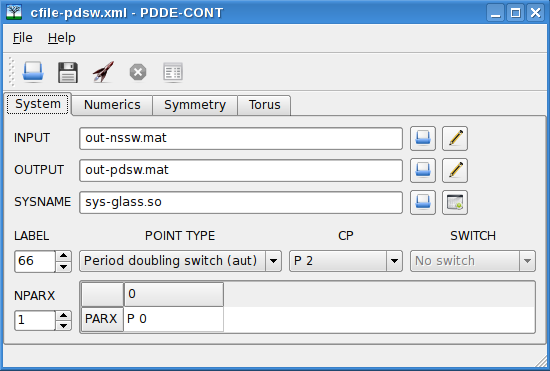 cfile-pdsw.xml - PDDE-CONT
File Help
System Numerics Symmetry Torus
INPUT out-nssw.mat
OUTPUT out-pdsw.mat
SYSNAME sys-glass.so
LABEL POINT TYPE CP SWITCH
66 Period doubling switch (aut) P 2 No switch
NPARX 0
1 PARX P 0